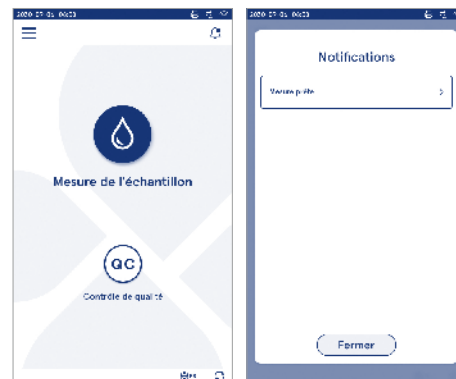 Mesure de l'échantillon
QC
Contrôle de qualité
Notifications
Mesure prête
Fermer